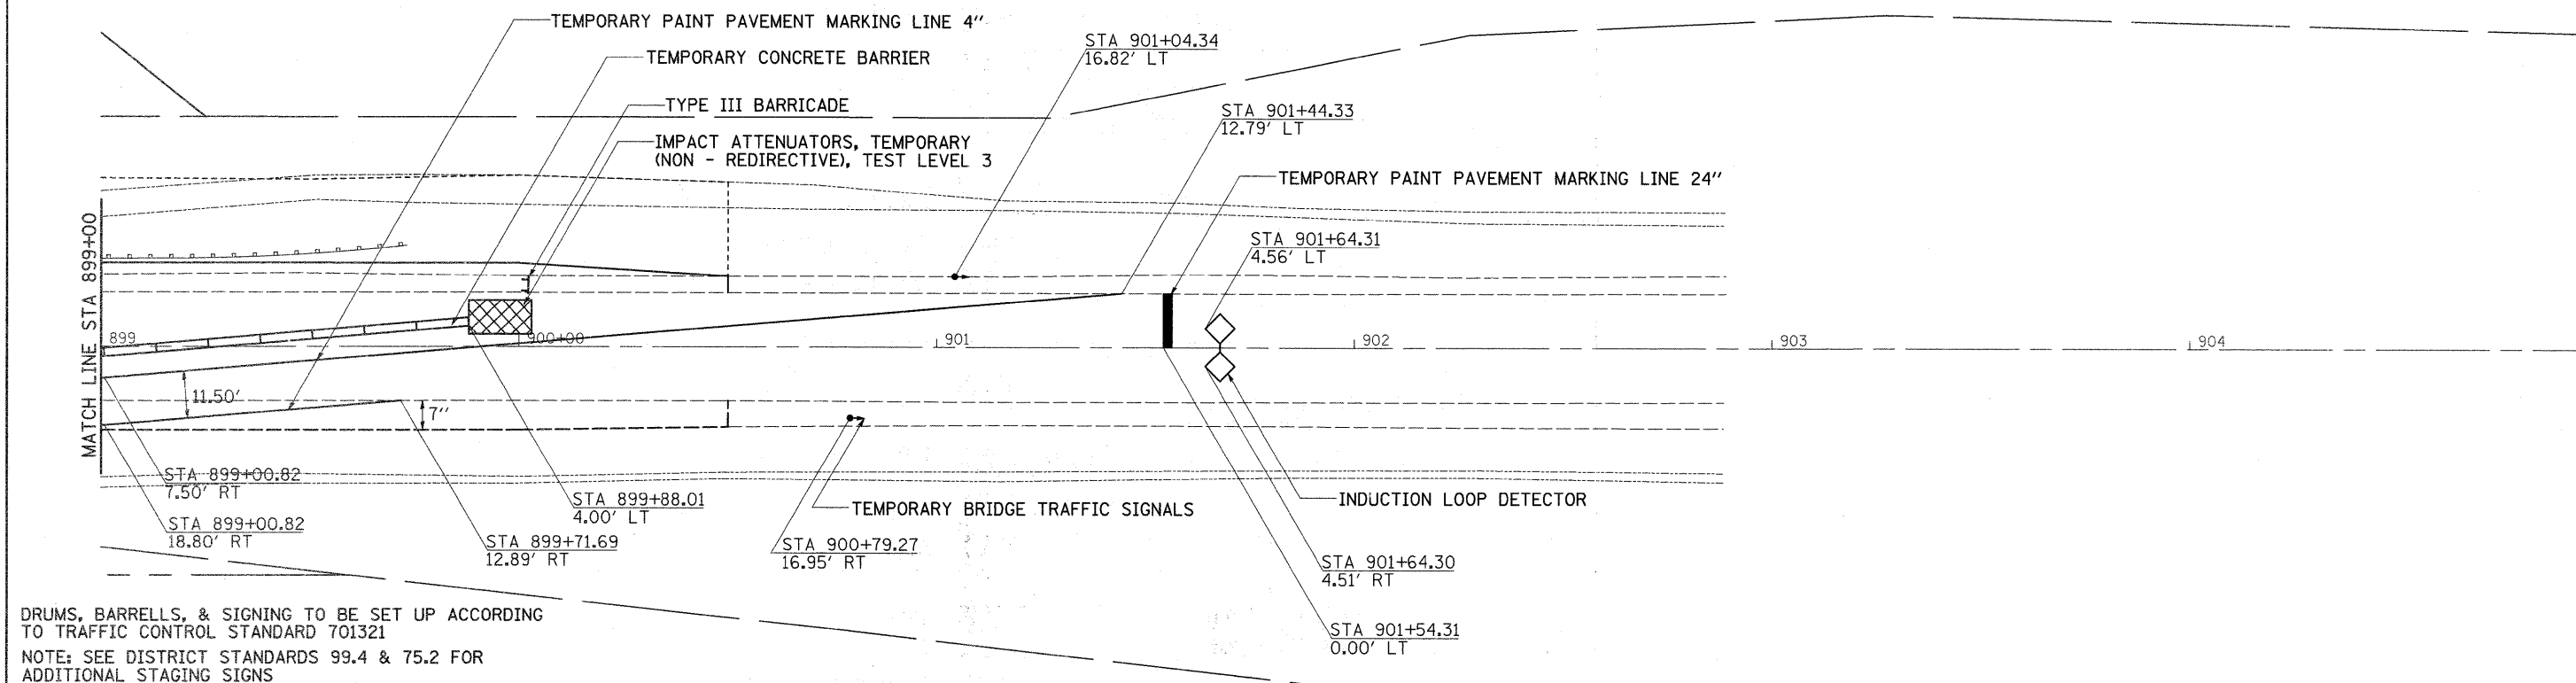 TEMPORARY PAINT PAVEMENT MARKING LINE 4"
TEMPORARY CONCRETE BARRIER
TYPE III BARRICADE
IMPACT ATTENUATORS, TEMPORARY
(NON - REDIRECTIVE), TEST LEVEL 3
STA 901+04.34
16.82' LT
STA 901+44.33
12.79' LT
TEMPORARY PAINT PAVEMENT MARKING LINE 24"
STA 901+64.31
4.56' LT
MATCH LINE STA 899+00
899
900+00
901
902
903
904
11.50'
7"
STA 899+00.82
7.50' RT
STA 899+00.82
18.80' RT
STA 899+88.01
4.00' LT
STA 899+71.69
12.89' RT
TEMPORARY BRIDGE TRAFFIC SIGNALS
STA 900+79.27
16.95' RT
INDUCTION LOOP DETECTOR
STA 901+64.30
4.51' RT
STA 901+54.31
0.00' LT
DRUMS, BARRELLS, & SIGNING TO BE SET UP ACCORDING
TO TRAFFIC CONTROL STANDARD 701321
NOTE: SEE DISTRICT STANDARDS 99.4 & 75.2 FOR
ADDITIONAL STAGING SIGNS